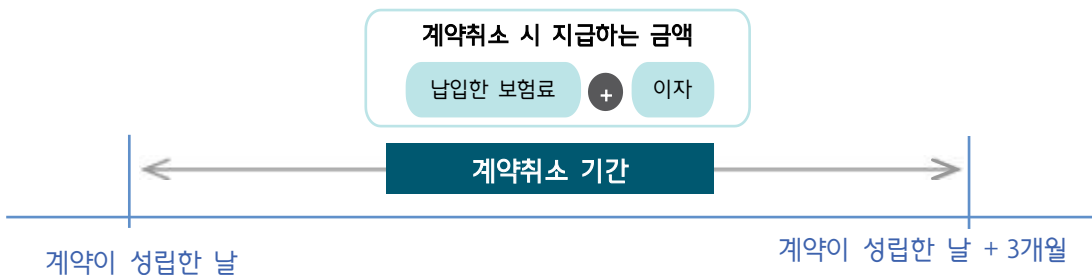 계약취소 시 지급하는 금액
납입한 보험료 + 이자
계약취소 기간
계약이 성립한 날
계약이 성립한 날 + 3개월